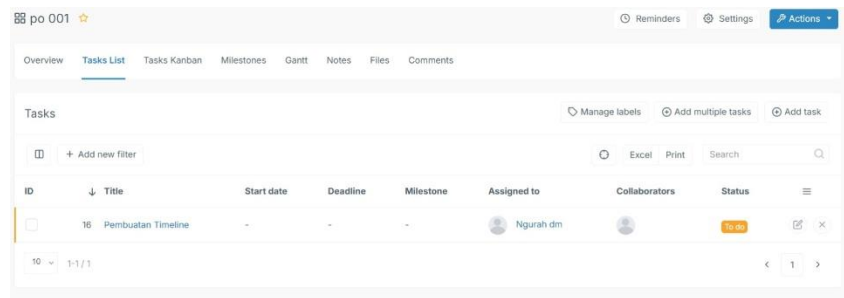 po 001 Reminders Settings Actions
Overview Tasks List Tasks Kanban Milestones Gantt Notes Files Comments
Tasks Manage labels Add multiple tasks Add task
+ Add new filter Excel Print Search
ID Title Start date Deadline Milestone Assigned to Collaborators Status
16 Pembuatan Timeline - - - Ngurah dm To do
10 1-1 / 1 1